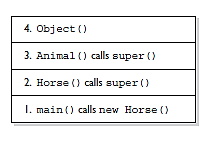 4. Object()
3. Animal() calls super()
2. Horse() calls super()
1. main() calls new Horse()